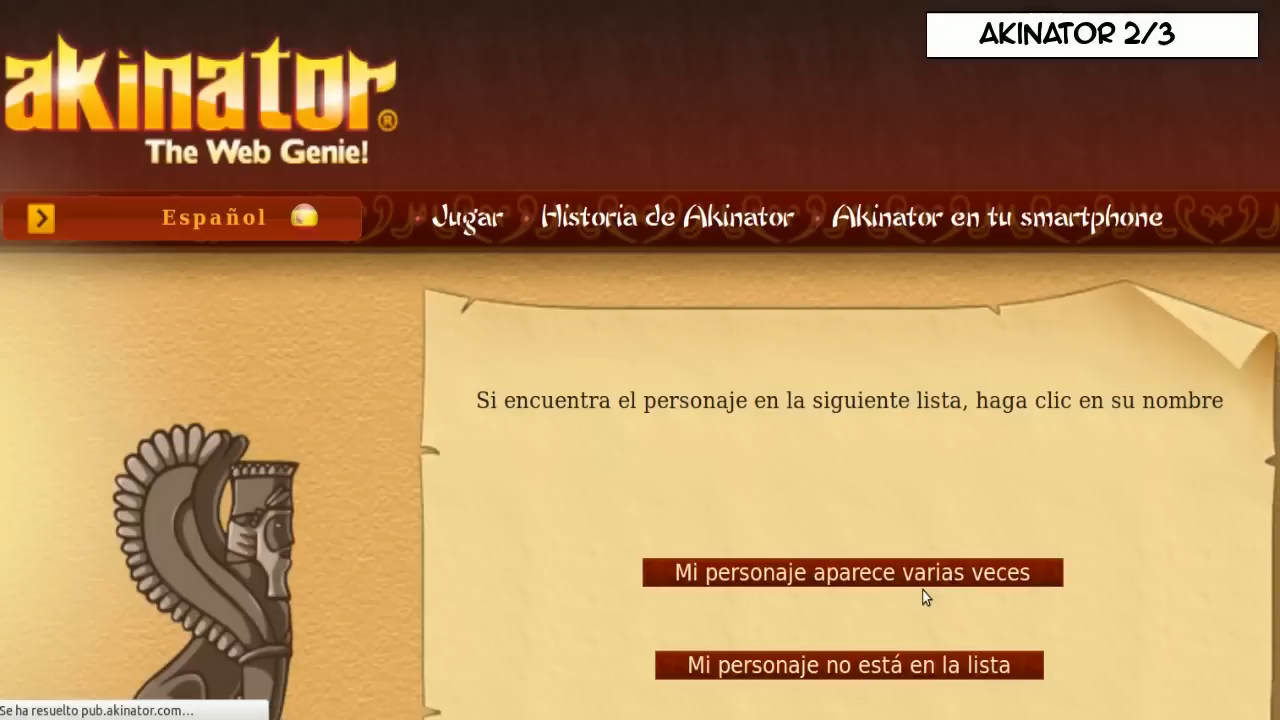 AKINATOR 2/3
akinator®
The Web Genie!
Español
Jugar
Historia de Akinator
Akinator en tu smartphone
Si encuentra el personaje en la siguiente lista, haga clic en su nombre
Mi personaje aparece varias veces
Mi personaje no está en la lista
Se ha resuelto pub.akinator.com...